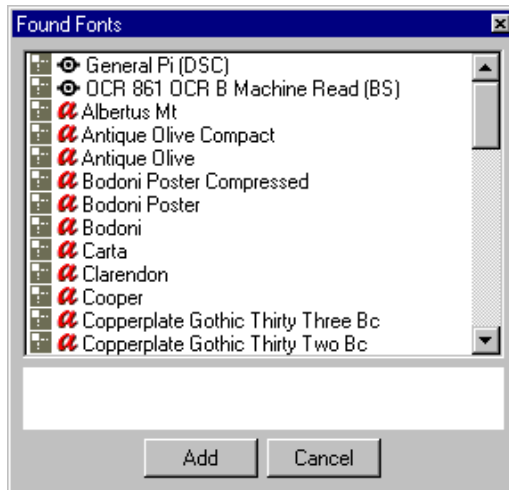 Found Fonts
General Pi (DSC)
OCR 861 OCR B Machine Read (BS)
Albertus Mt
Antique Olive Compact
Antique Olive
Bodoni Poster Compressed
Bodoni Poster
Bodoni
Carta
Clarendon
Cooper
Copperplate Gothic Thirty Three Bc
Copperplate Gothic Thirty Two Bc
Add Cancel